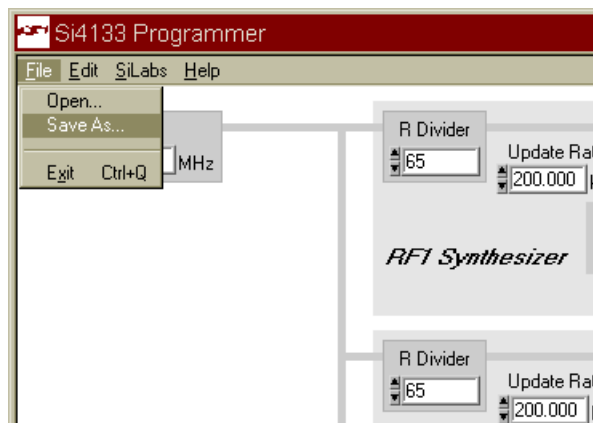 Si4133 Programmer
File Edit SiLabs Help
Open...
Save As...
Exit Ctrl+Q
MHz
R Divider
65
Update Ra
200.000
RF1 Synthesizer
R Divider
65
Update Ra
200.000